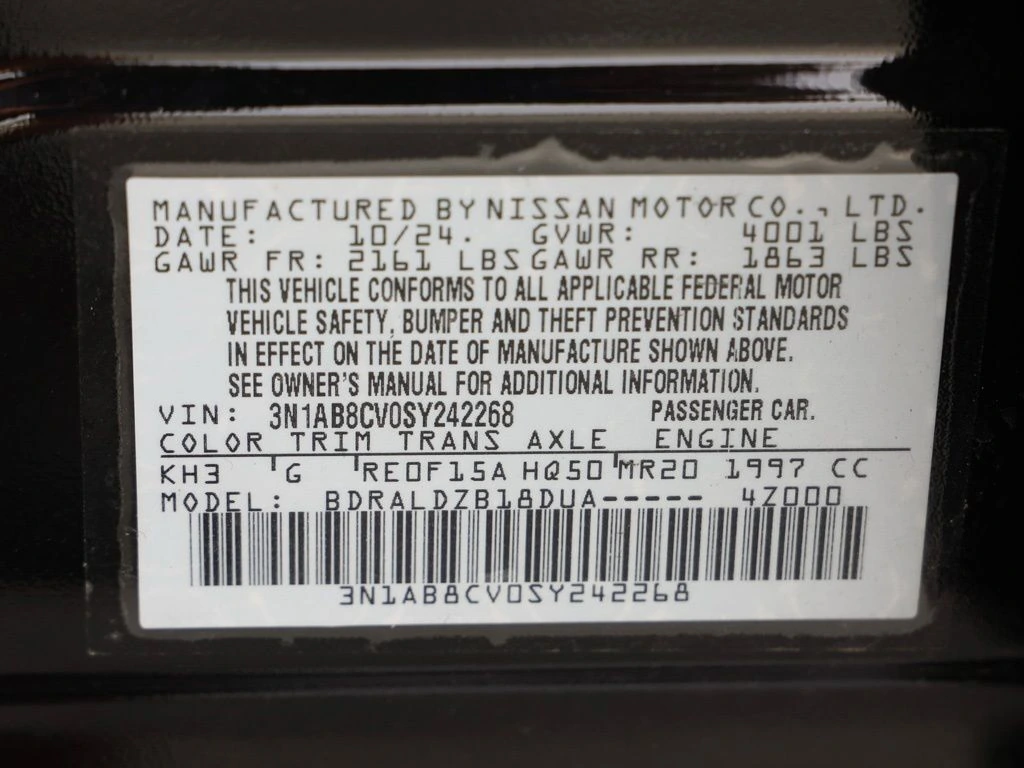 MANUFACTURED BY NISSAN MOTOR CO., LTD.
DATE: 10/24. GVWR: 4001 LBS
GAWR FR: 2161 LBS GAWR RR: 1863 LBS
THIS VEHICLE CONFORMS TO ALL APPLICABLE FEDERAL MOTOR
VEHICLE SAFETY, BUMPER AND THEFT PREVENTION STANDARDS
IN EFFECT ON THE DATE OF MANUFACTURE SHOWN ABOVE.
SEE OWNER'S MANUAL FOR ADDITIONAL INFORMATION.
VIN: 3N1AB8CV0SY242268 PASSENGER CAR.
COLOR TRIM TRANS AXLE ENGINE
KH3 G RE0F15A HQ50 MR20 1997 CC
MODEL: BDRALDZB18DUA----- 4Z000
3N1AB8CV0SY242268